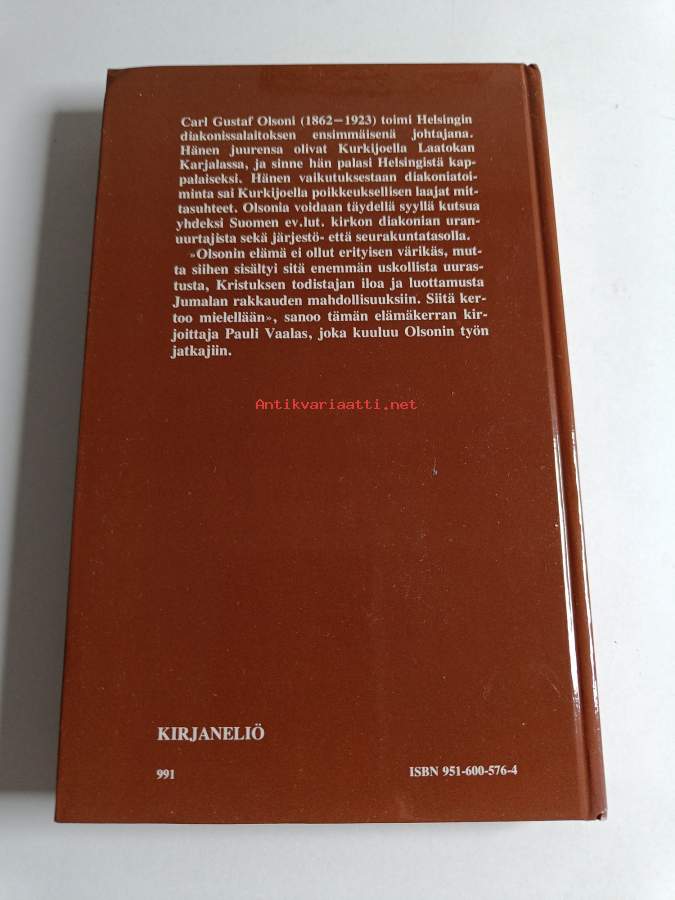 Carl Gustaf Olsoni (1862—1923) toimi Helsingin
diakonissalaitoksen ensimmäisenä johtajana.
Hänen juurensa olivat Kurkijoella Laatokan
Karjalassa, ja sinne hän palasi Helsingistä kap-
palaiseksi. Hänen vaikutuksestaan diakoniatoi-
minta sai Kurkijoella poikkeuksellisen laajat mit-
tasuhteet. Olsonia voidaan täydellä syyllä kutsua
yhdeksi Suomen ev.lut. kirkon diakonian uran-
uurtajista sekä järjestö- että seurakuntatasolla.
»Olsonin elämä ei ollut erityisen värikäs, mut-
ta siihen sisältyi sitä enemmän uskollista uuras-
tusta, Kristuksen todistajan iloa ja luottamusta
Jumalan rakkauden mahdollisuuksiin. Siitä ker-
too mielellään», sanoo tämän elämäkerran kir-
joittaja Pauli Vaalas, joka kuuluu Olsonin työn
jatkajiin.
Antikvariaatti.net
KIRJANELIÖ
991
ISBN 951-600-576-4